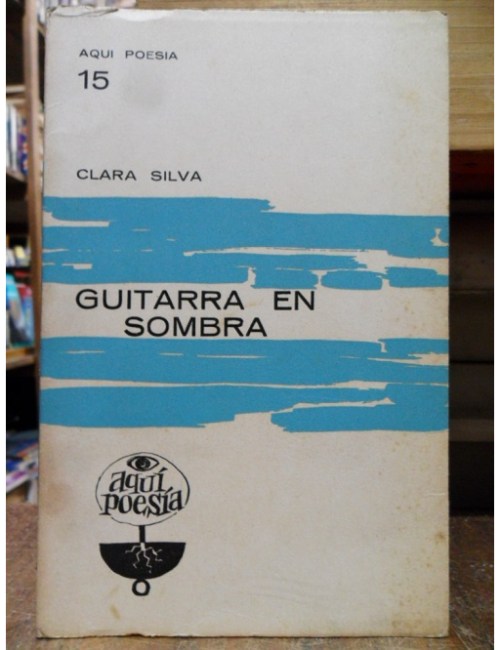 AQUI POESIA
15
CLARA SILVA
GUITARRA EN
SOMBRA
aquí
poesía